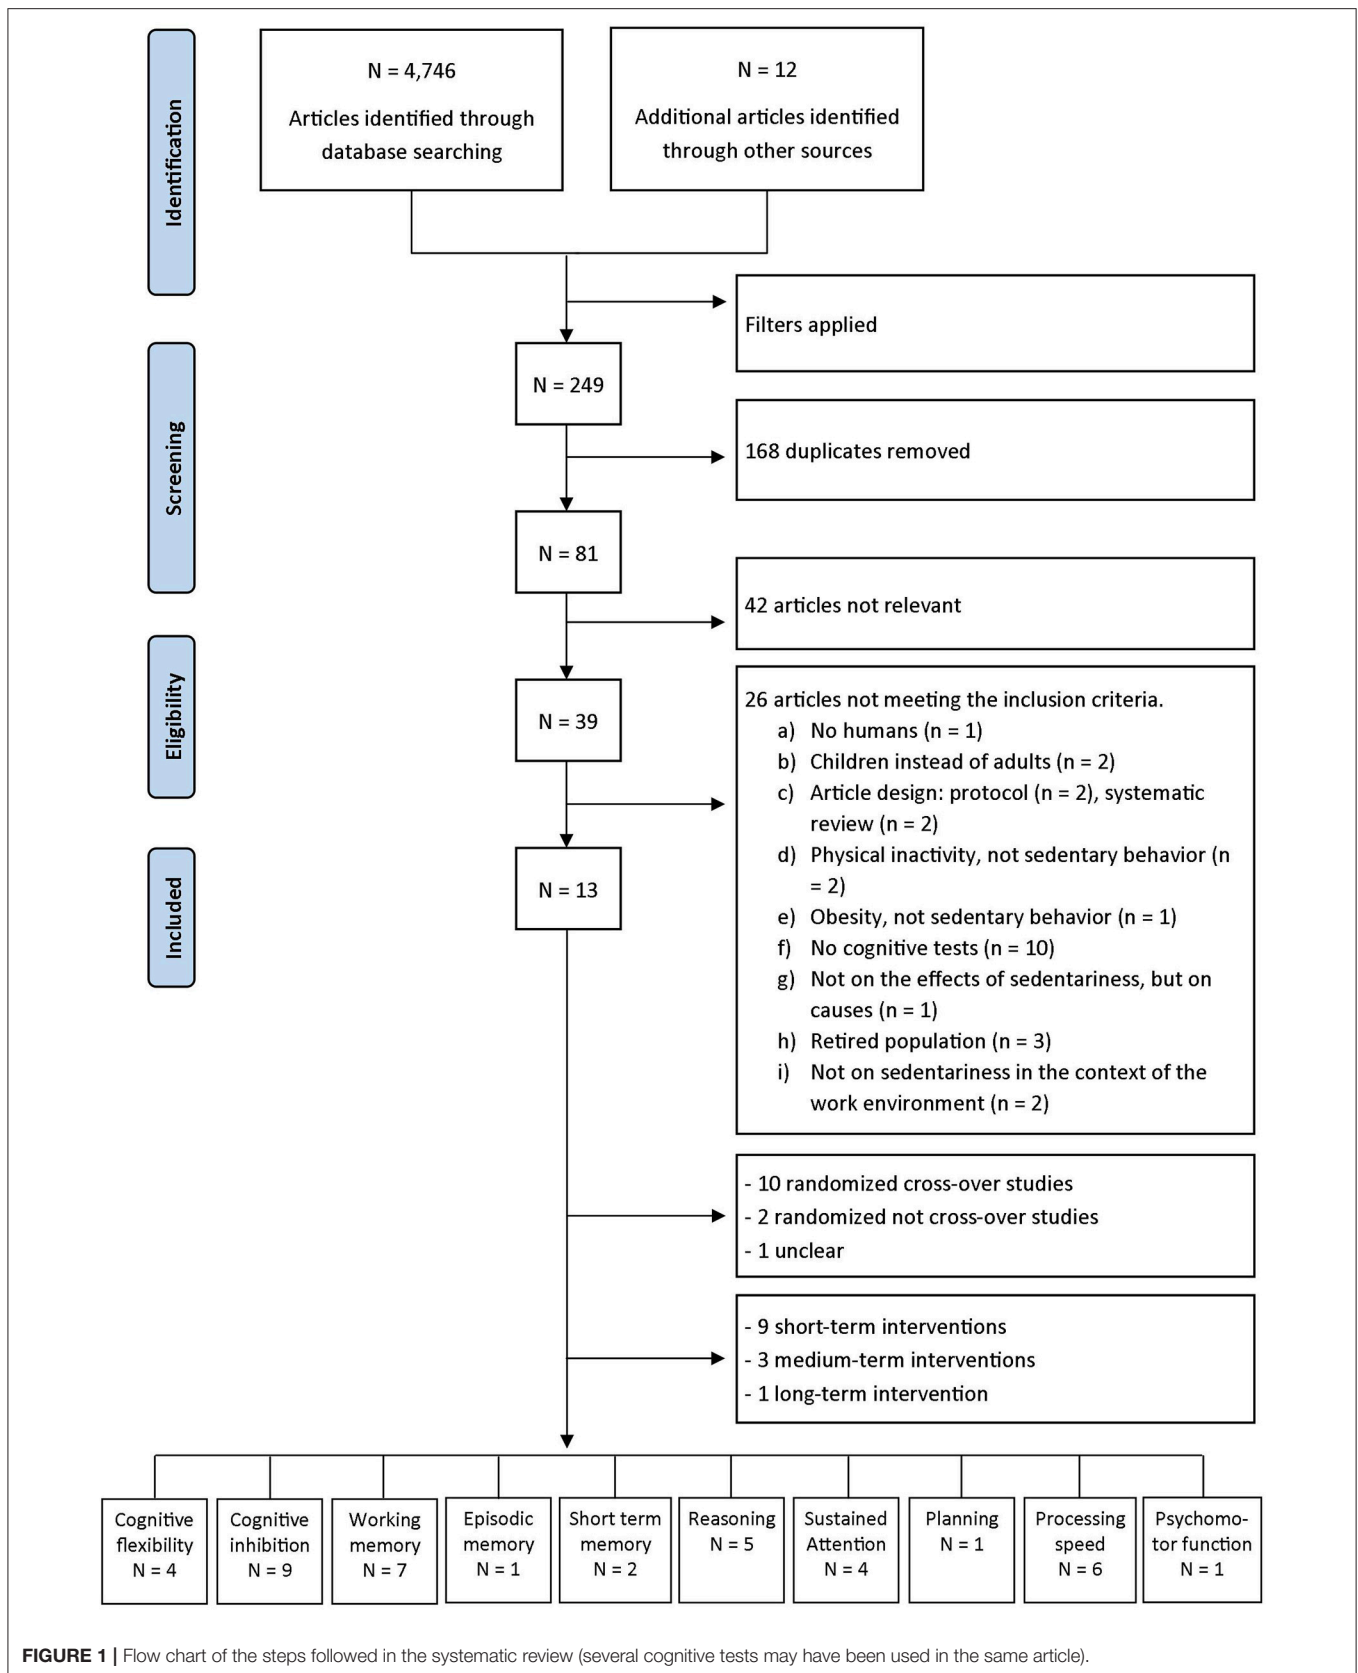 Identification
N = 4,746
Articles identified through
database searching
N = 12
Additional articles identified
through other sources
Filters applied
Screening
N = 249
168 duplicates removed
N = 81
42 articles not relevant
Eligibility
N = 39
26 articles not meeting the inclusion criteria.
a) No humans (n = 1)
b) Children instead of adults (n = 2)
c) Article design: protocol (n = 2), systematic
review (n = 2)
d) Physical inactivity, not sedentary behavior (n
= 2)
e) Obesity, not sedentary behavior (n = 1)
f) No cognitive tests (n = 10)
g) Not on the effects of sedentariness, but on
causes (n = 1)
h) Retired population (n = 3)
i) Not on sedentariness in the context of the
work environment (n = 2)
Included
N = 13
- 10 randomized cross-over studies
- 2 randomized not cross-over studies
- 1 unclear
- 9 short-term interventions
- 3 medium-term interventions
- 1 long-term intervention
Cognitive
flexibility
N = 4
Cognitive
inhibition
N = 9
Working
memory
N = 7
Episodic
memory
N = 1
Short term
memory
N = 2
Reasoning
N = 5
Sustained
Attention
N = 4
Planning
N = 1
Processing
speed
N = 6
Psychomo-
tor function
N = 1
FIGURE 1 | Flow chart of the steps followed in the systematic review (several cognitive tests may have been used in the same article).